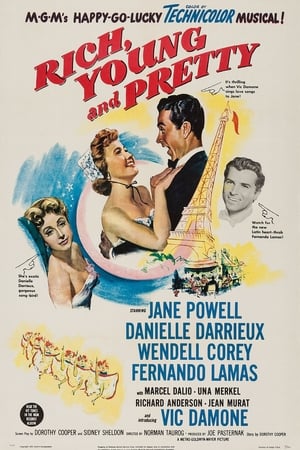 M-G-M's HAPPY-GO-LUCKY Color by TECHNICOLOR MUSICAL!
RICH,
YOUNG
and PRETTY
It's thrilling
when Vic Damone
sings love songs
to Jane!
Watch for
the new
Latin heart-throb
Fernando Lamas!
She's exotic
Danielle
Darrieux,
gorgeous
song bird!
STARRING
JANE POWELL
DANIELLE DARRIEUX
WENDELL COREY
FERNANDO LAMAS
WITH MARCEL DALIO · UNA MERKEL
RICHARD ANDERSON · JEAN MURAT
and
introducing VIC DAMONE
Screen Play by DOROTHY COOPER and SIDNEY SHELDON
Directed by NORMAN TAUROG · Produced by JOE PASTERNAK
Story by DOROTHY COOPER
A METRO-GOLDWYN-MAYER PICTURE